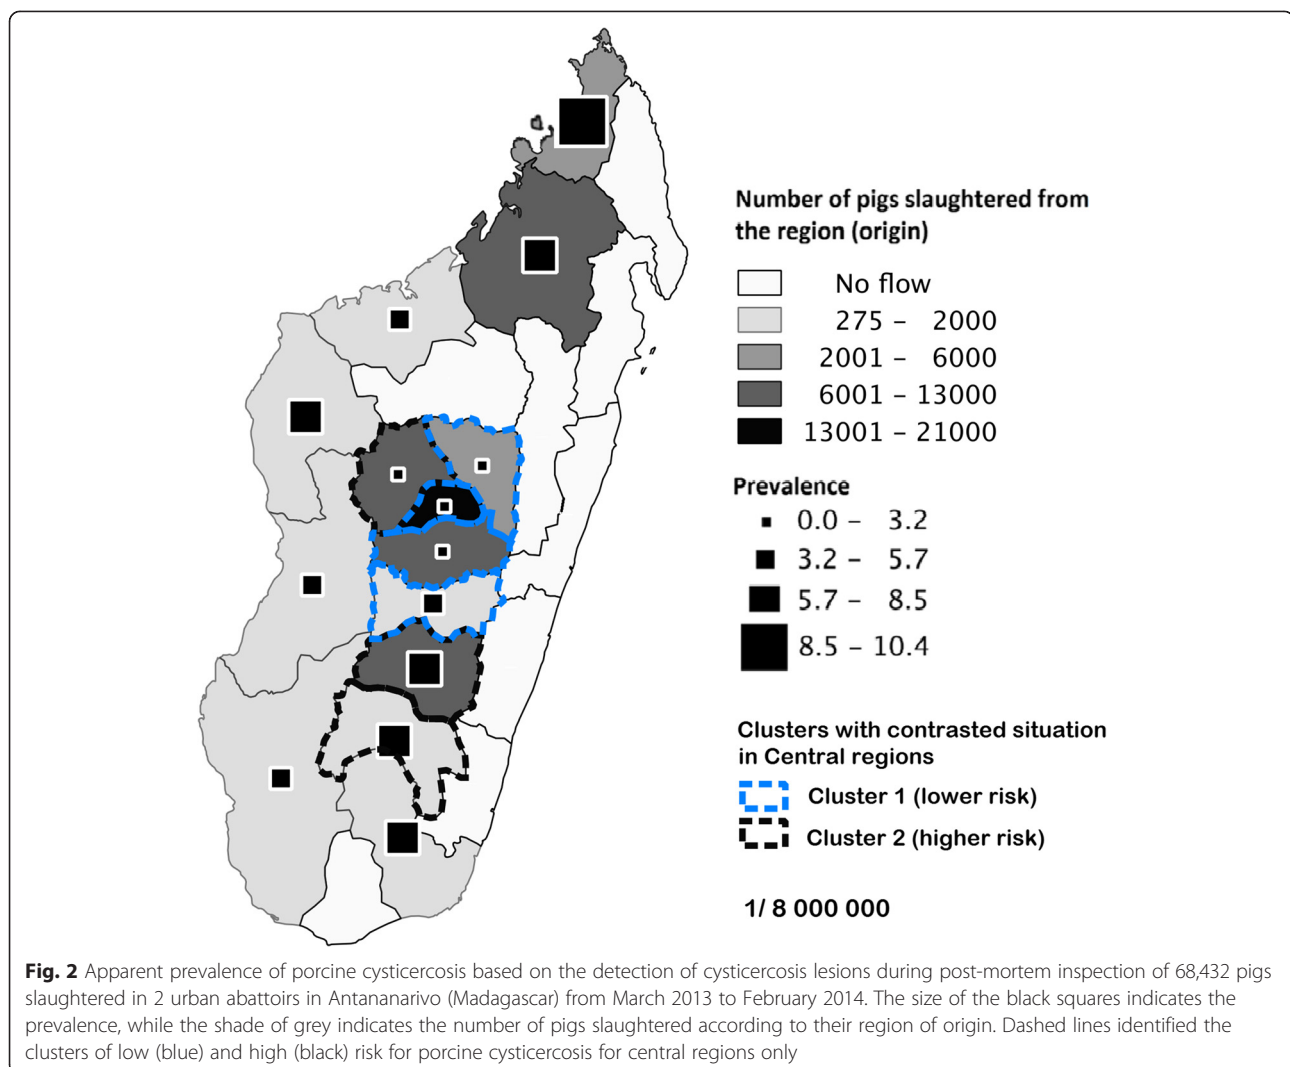 Number of pigs slaughtered from
the region (origin)
No flow
275 – 2000
2001 – 6000
6001 – 13000
13001 – 21000
Prevalence
0.0 – 3.2
3.2 – 5.7
5.7 – 8.5
8.5 – 10.4
Clusters with contrasted situation
in Central regions
Cluster 1 (lower risk)
Cluster 2 (higher risk)
1/ 8 000 000
Fig. 2 Apparent prevalence of porcine cysticercosis based on the detection of cysticercosis lesions during post-mortem inspection of 68,432 pigs
slaughtered in 2 urban abattoirs in Antananarivo (Madagascar) from March 2013 to February 2014. The size of the black squares indicates the
prevalence, while the shade of grey indicates the number of pigs slaughtered according to their region of origin. Dashed lines identified the
clusters of low (blue) and high (black) risk for porcine cysticercosis for central regions only